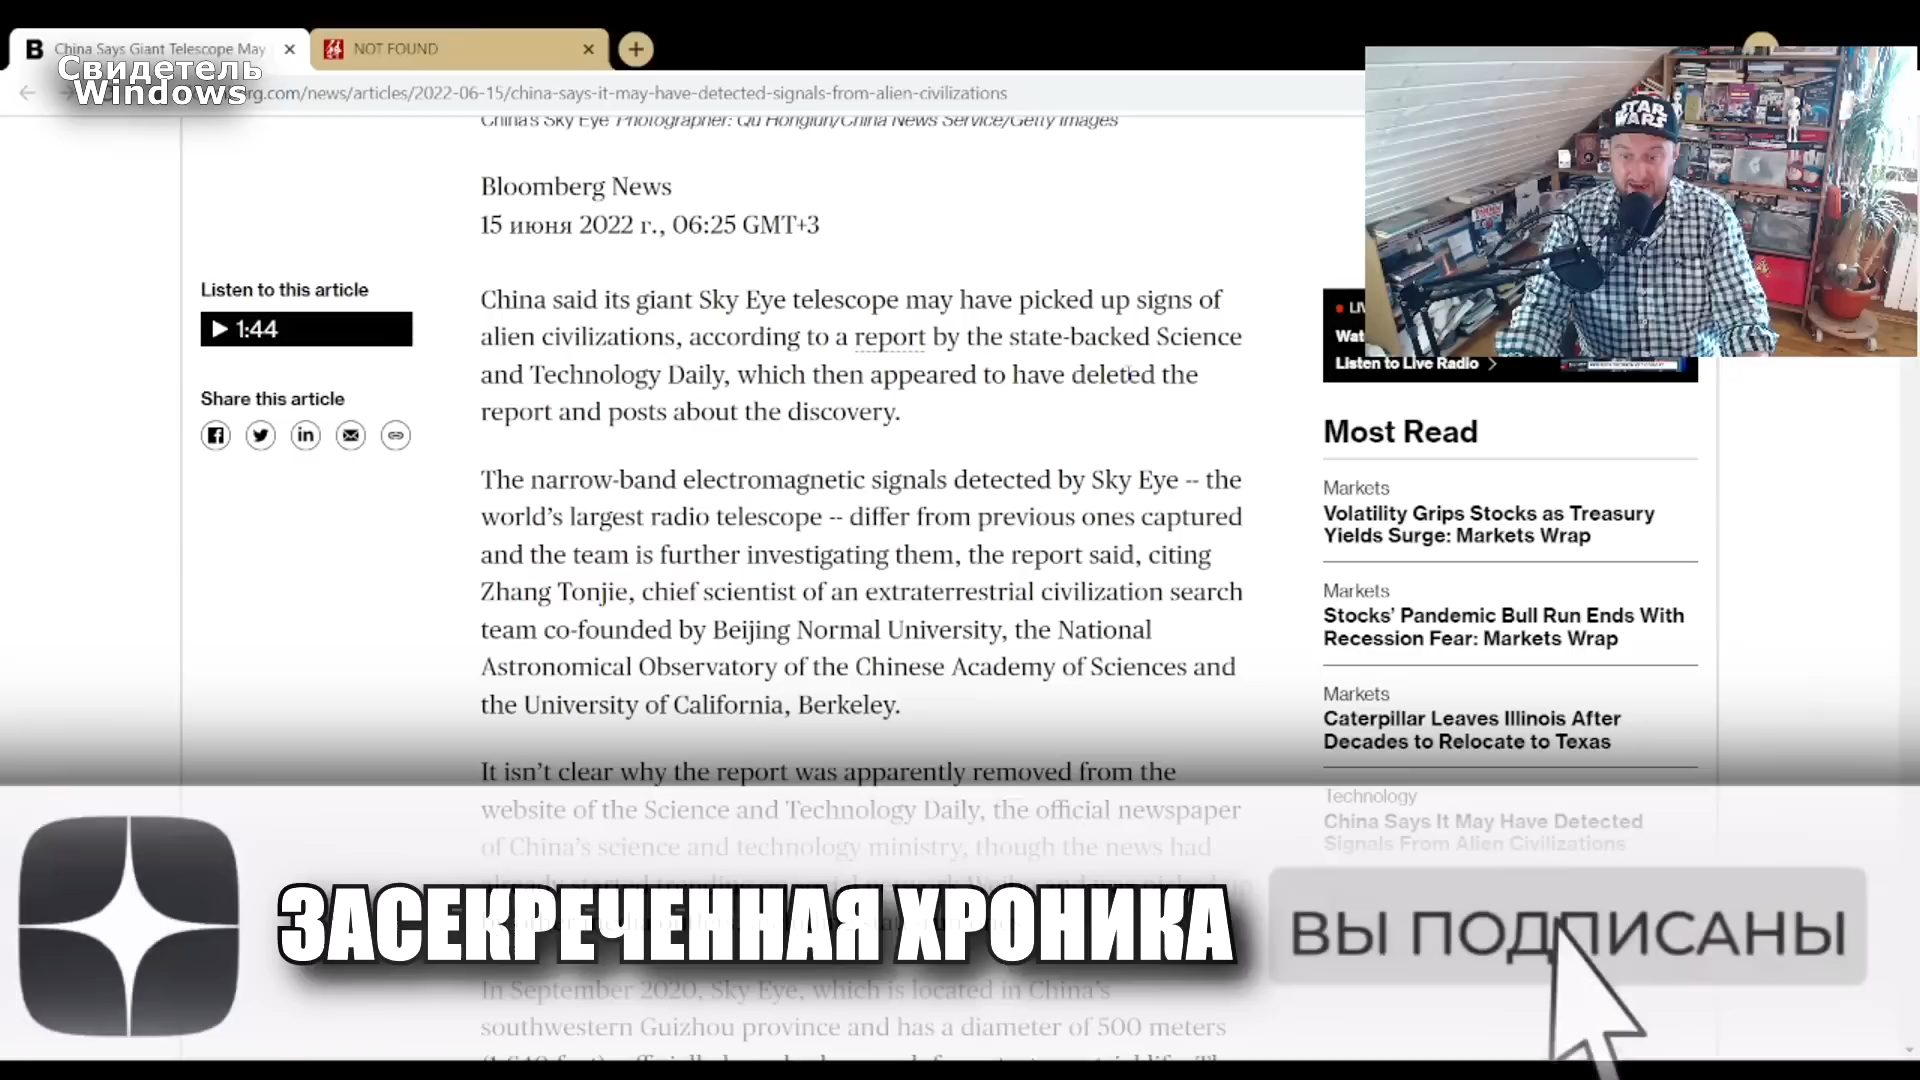 China Says Giant Telescope May
NOT FOUND
Свидетель
Windows
rg.com/news/articles/2022-06-15/china-says-it-may-have-detected-signals-from-alien-civilizations
China's Sky Eye Photographer: Qu Honglun/China News Service/Getty Images
Bloomberg News
15 июня 2022 г., 06:25 GMT+3
Listen to this article
1:44
Share this article
China said its giant Sky Eye telescope may have picked up signs of
alien civilizations, according to a report by the state-backed Science
and Technology Daily, which then appeared to have deleted the
report and posts about the discovery.
The narrow-band electromagnetic signals detected by Sky Eye -- the
world's largest radio telescope -- differ from previous ones captured
and the team is further investigating them, the report said, citing
Zhang Tonjie, chief scientist of an extraterrestrial civilization search
team co-founded by Beijing Normal University, the National
Astronomical Observatory of the Chinese Academy of Sciences and
the University of California, Berkeley.
It isn't clear why the report was apparently removed from the
website of the Science and Technology Daily, the official newspaper
of China's science and technology ministry, though the news had
In September 2020, Sky Eye, which is located in China's
southwestern Guizhou province and has a diameter of 500 meters
STAR
WARS
Listen to Live Radio
Most Read
Markets
Volatility Grips Stocks as Treasury
Yields Surge: Markets Wrap
Markets
Stocks' Pandemic Bull Run Ends With
Recession Fear: Markets Wrap
Markets
Caterpillar Leaves Illinois After
Decades to Relocate to Texas
Technology
China Says It May Have Detected
Signals From Alien Civilizations
ЗАСЕКРЕЧЕННАЯ ХРОНИКА
ВЫ ПОДПИСАНЫ